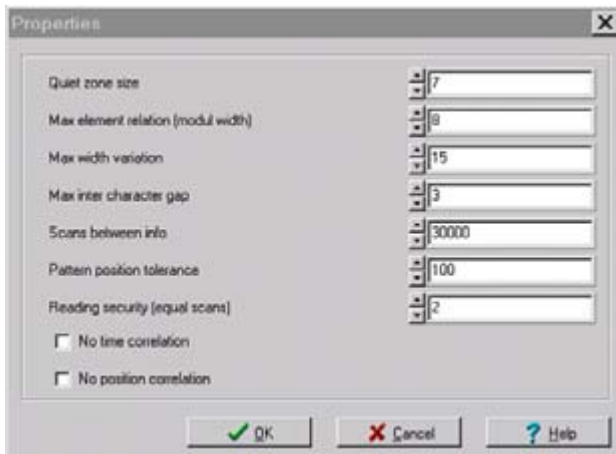 Properties
Quiet zone size 7
Max element relation (modul width) 8
Max width variation 15
Max inter character gap 3
Scans between info 30000
Pattern position tolerance 100
Reading security (equal scans) 2
No time correlation
No position correlation
OK Cancel Help